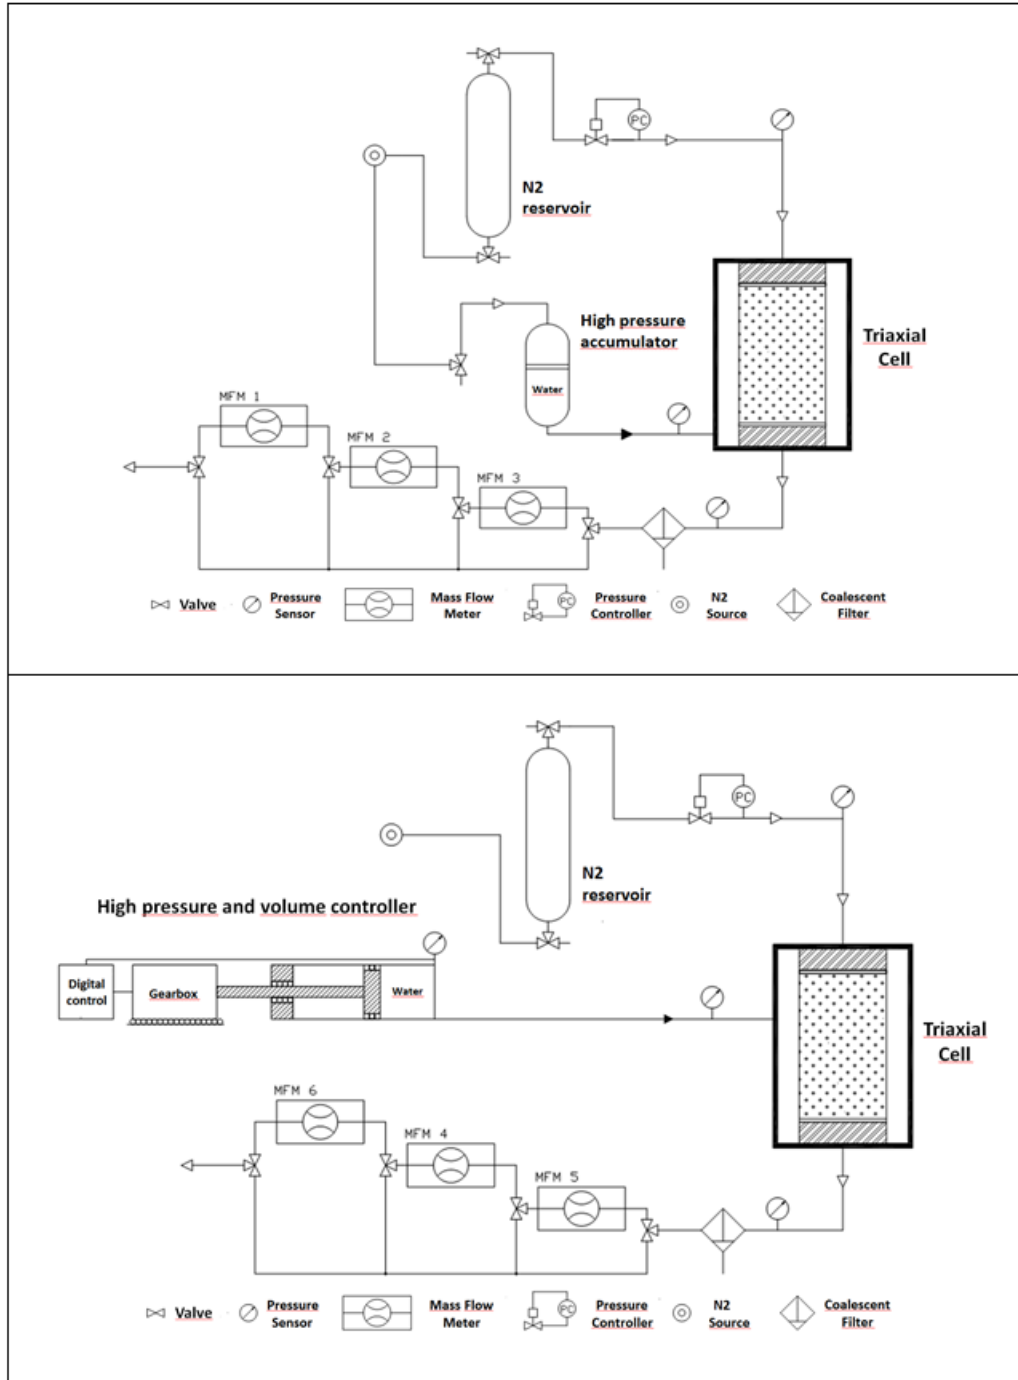 PC
N2
reservoir
High pressure
accumulator
Triaxial
Cell
Water
MFM 1
MFM 2
MFM 3
Valve
Pressure
Sensor
Mass Flow
Meter
PC
Pressure
Controller
N2
Source
Coalescent
Filter
PC
N2
reservoir
High pressure and volume controller
Digital
control
Gearbox
Water
Triaxial
Cell
MFM 6
MFM 4
MFM 5
Valve
Pressure
Sensor
Mass Flow
Meter
PC
Pressure
Controller
N2
Source
Coalescent
Filter